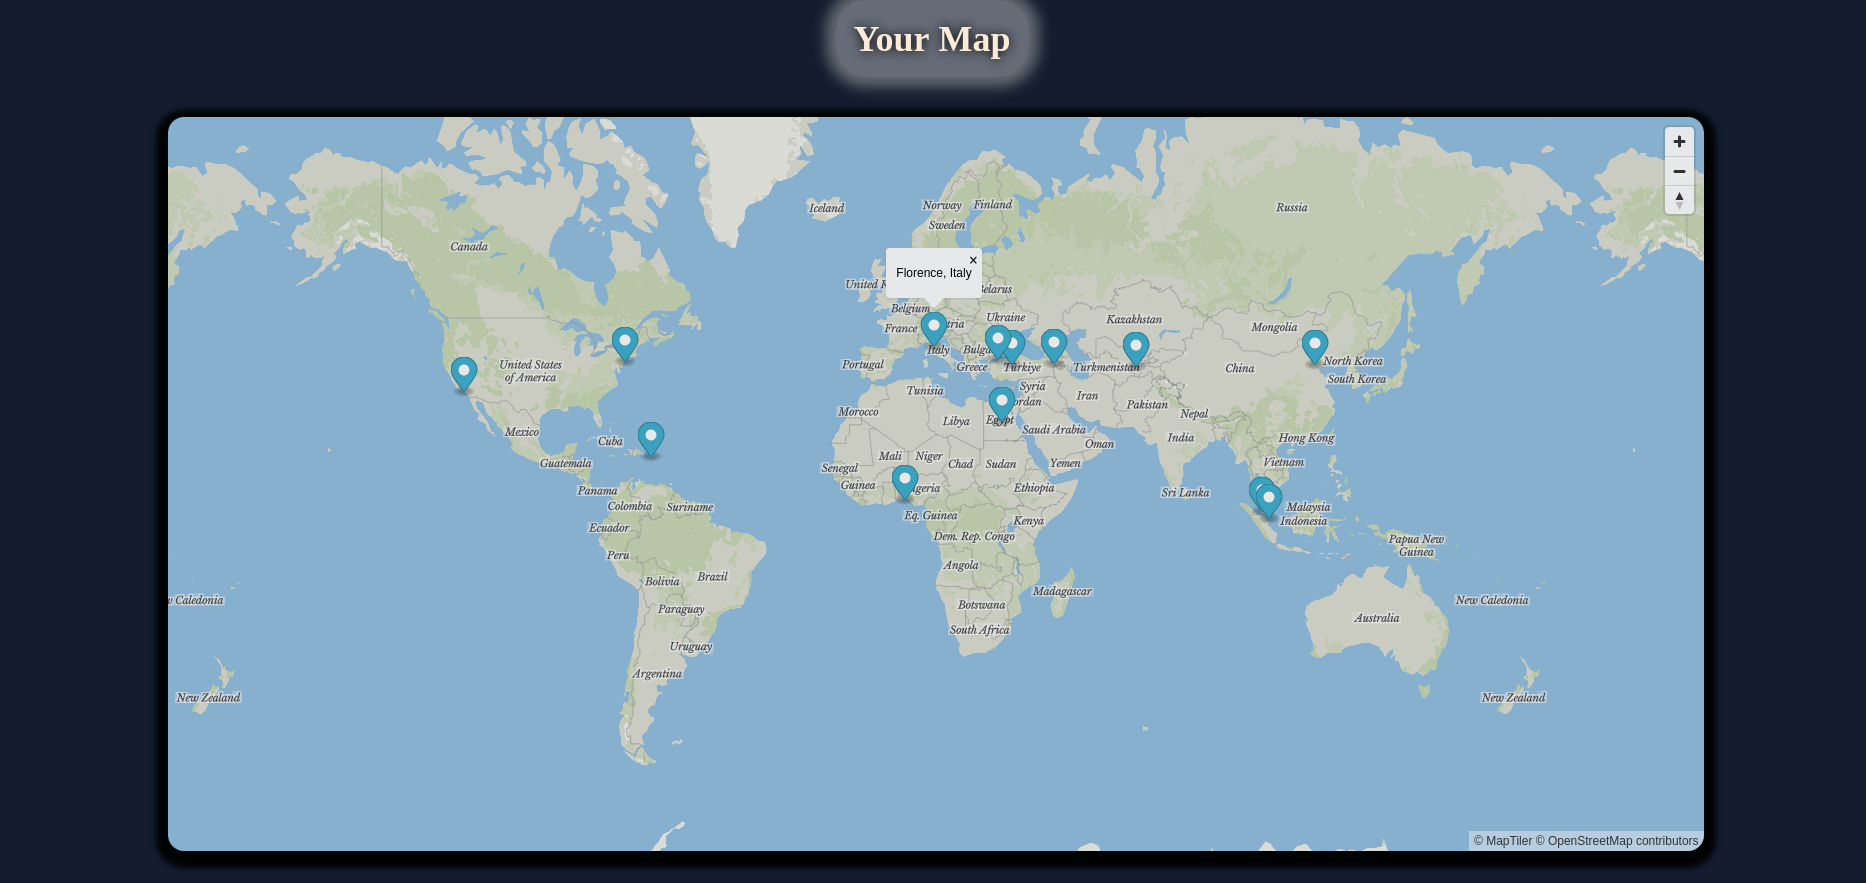 Your Map
Iceland
Norway
Finland
Sweden
Russia
Canada
Florence, Italy
×
United K
Belarus
Belgium
Ukraine
Kazakhstan
France
tria
Mongolia
Italy
Bulga
North Korea
Portugal
Greece
Türkiye
Turkmenistan
China
South Korea
United States
of America
Tunisia
Syria
Iran
Pakistan
Nepal
Morocco
Libya
Egypt
ordan
Saudi Arabia
India
Hong Kong
Mexico
Cuba
Oman
Guatemala
Senegal
Mali
Niger
Chad
Sudan
Yemen
Vietnam
Guinea
geria
Ethiopia
Sri Lanka
Panama
Colombia
Suriname
Malaysia
Eq. Guinea
Kenya
Indonesia
Ecuador
Dem. Rep. Congo
Papua New
Guinea
Peru
Angola
Bolivia
Brazil
Madagascar
w Caledonia
Paraguay
Botswana
New Caledonia
South Africa
Australia
Uruguay
Argentina
New Zealand
New Zealand
© MapTiler © OpenStreetMap contributors